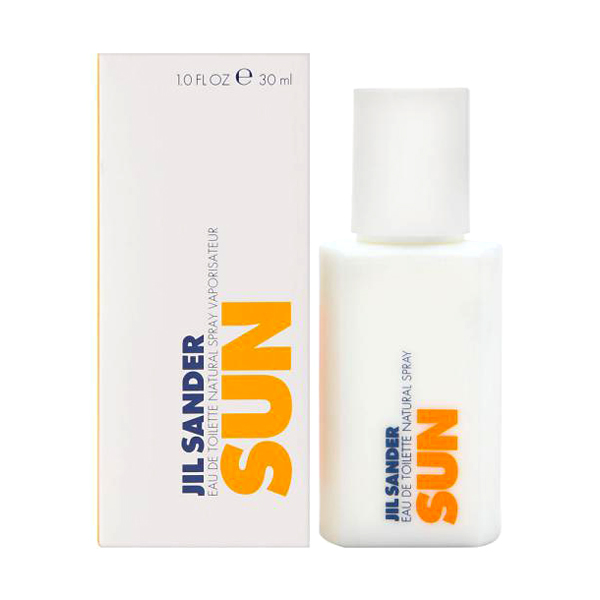 1.0 FL OZ ℮ 30 ml
JIL SANDER
EAU DE TOILETTE NATURAL SPRAY VAPORISATEUR
SUN
JIL SANDER
EAU DE TOILETTE NATURAL SPRAY
SUN